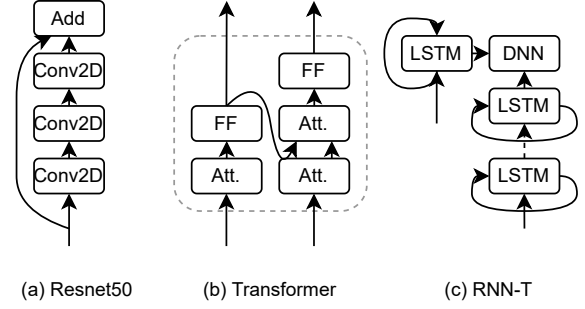 Add
Conv2D
Conv2D
Conv2D
(a) Resnet50
FF
FF
Att.
Att.
Att.
(b) Transformer
LSTM
DNN
LSTM
LSTM
(c) RNN-T